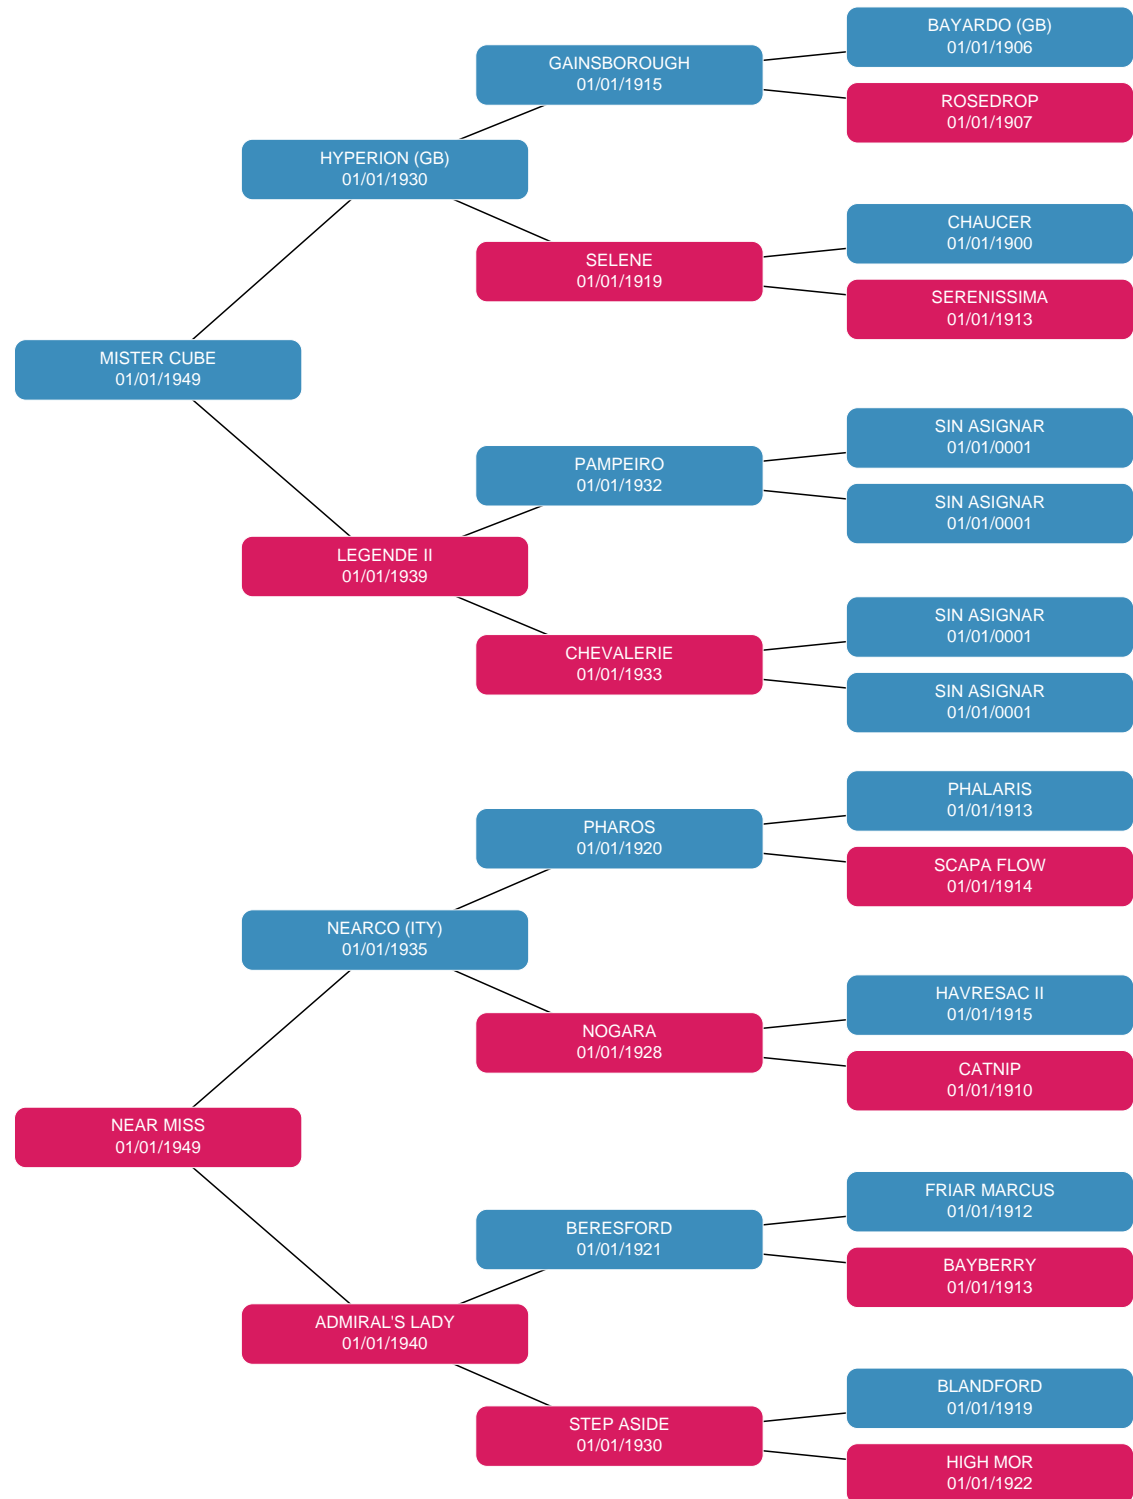 BAYARDO (GB)
01/01/1906
GAINSBOROUGH
01/01/1915
ROSEDROP
01/01/1907
HYPERION (GB)
01/01/1930
CHAUCER
01/01/1900
SELENE
01/01/1919
SERENISSIMA
01/01/1913
MISTER CUBE
01/01/1949
SIN ASIGNAR
01/01/0001
PAMPEIRO
01/01/1932
SIN ASIGNAR
01/01/0001
LEGENDE II
01/01/1939
SIN ASIGNAR
01/01/0001
CHEVALERIE
01/01/1933
SIN ASIGNAR
01/01/0001
PHALARIS
01/01/1913
PHAROS
01/01/1920
SCAPA FLOW
01/01/1914
NEARCO (ITY)
01/01/1935
HAVRESAC II
01/01/1915
NOGARA
01/01/1928
CATNIP
01/01/1910
NEAR MISS
01/01/1949
FRIAR MARCUS
01/01/1912
BERESFORD
01/01/1921
BAYBERRY
01/01/1913
ADMIRAL'S LADY
01/01/1940
BLANDFORD
01/01/1919
STEP ASIDE
01/01/1930
HIGH MOR
01/01/1922